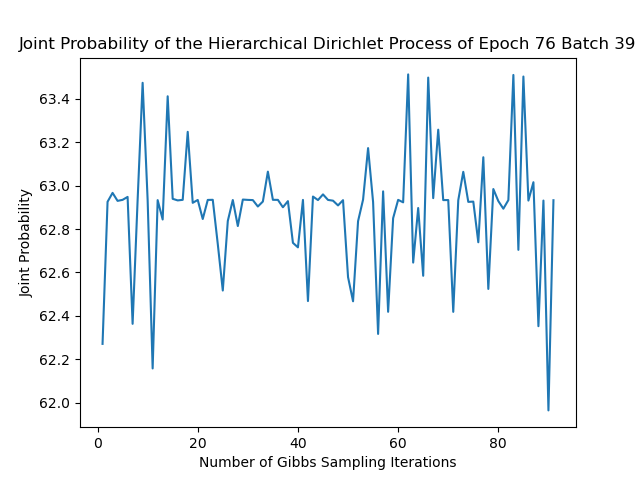 Joint Probability of the Hierarchical Dirichlet Process of Epoch 76 Batch 39
63.4
63.2
63.0
62.8
62.6
62.4
62.2
62.0
Joint Probability
0 20 40 60 80
Number of Gibbs Sampling Iterations